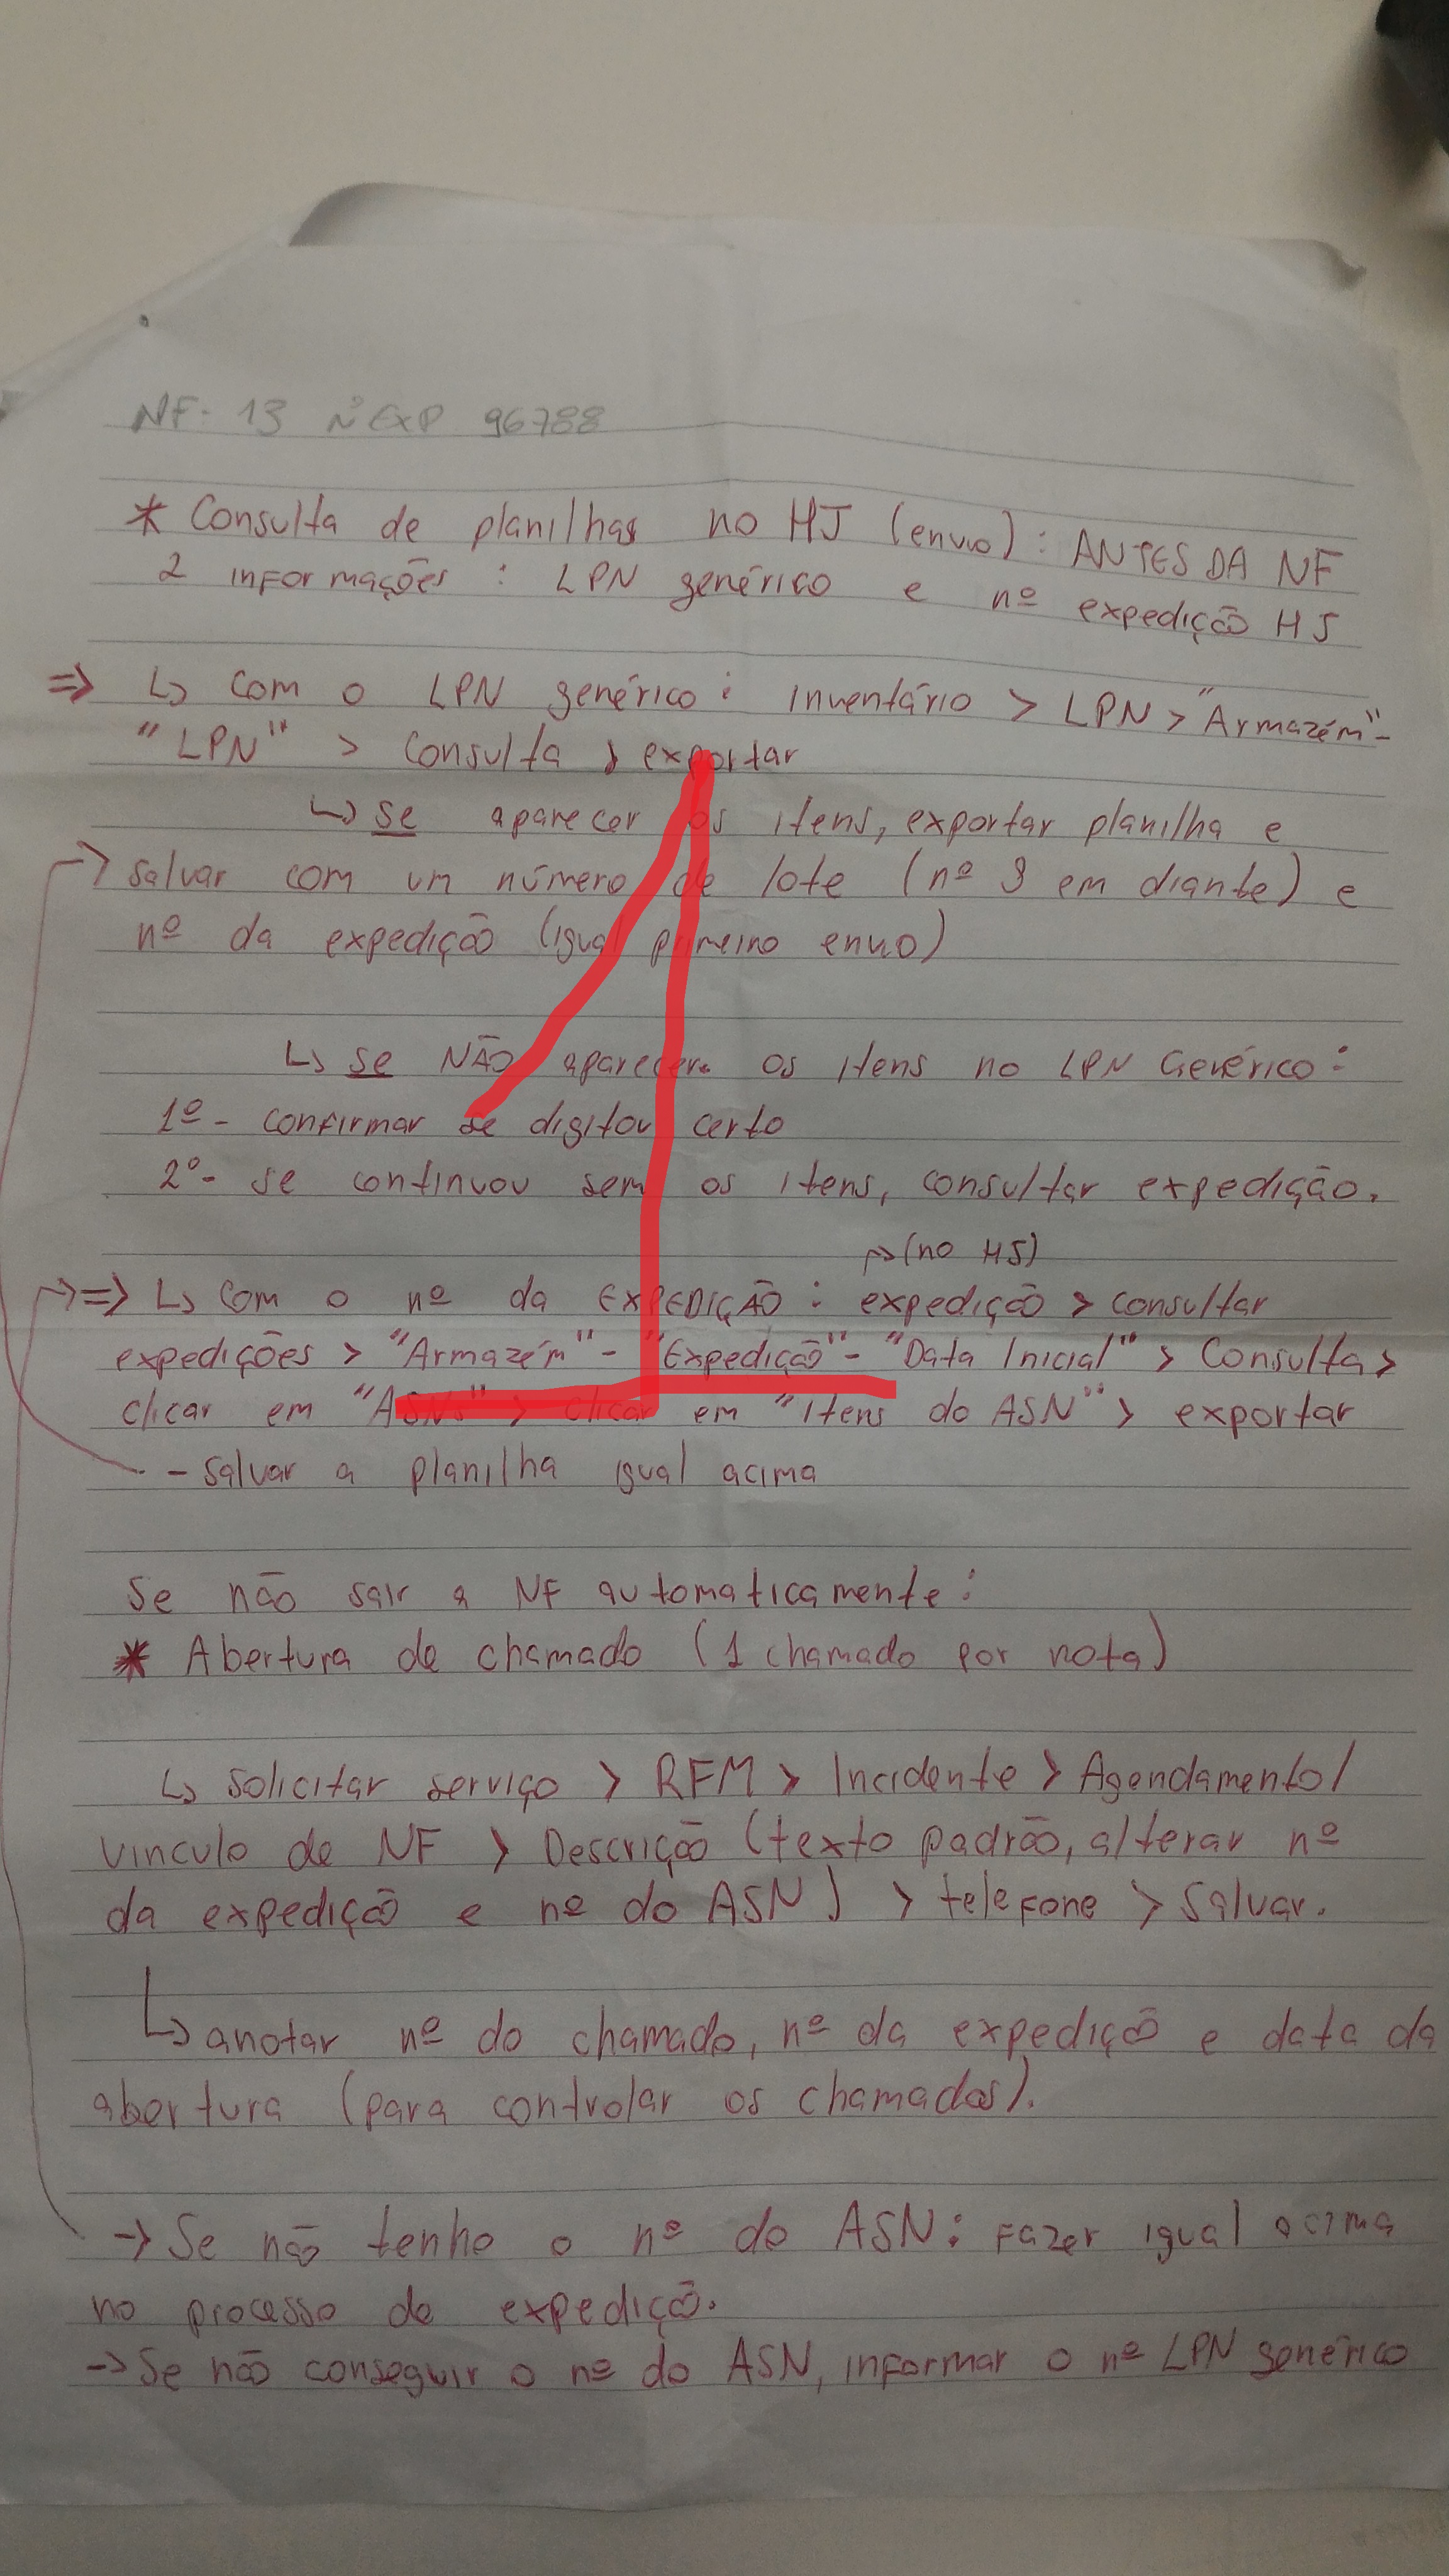 NF: 13 Nº EXP 96788
* Consulta de planilhas no HJ (envio): ANTES DA NF
2 informações: LPN genérico e nº expedição HJ
⇒ ↳ Com o LPN genérico: Inventário > LPN > "Armazém" -
"LPN" > Consulta > exportar
↳ se aparecer os itens, exportar planilha e
→ salvar com um número de lote (nº 3 em diante) e
nº da expedição (igual primeiro envio)
↳ se NÃO aparecer os itens no LPN Genérico:
1º - confirmar se digitou certo
2º - se continuou sem os itens, consultar expedição.
→ (no HJ)
→ ⇒ ↳ Com o nº da EXPEDIÇÃO: expedição > consultar
expedições > "Armazém" - "Expedição" - "Data Inicial" > Consulta >
clicar em "ASNs" > clicar em "Itens do ASN" > exportar
- salvar a planilha igual acima
Se não sair a NF automaticamente:
* Abertura de chamado (1 chamado por nota)
↳ Solicitar serviço > RFM > Incidente > Agendamento/
vinculo de NF > Descrição (texto padrão, alterar nº
da expedição e nº do ASN) > telefone > Salvar.
↳ anotar nº do chamado, nº da expedição e data da
abertura (para controlar os chamados).
→ Se não tenho o nº do ASN: Fazer igual acima
no processo de expedição.
→ Se não conseguir o nº do ASN, informar o nº LPN genérico